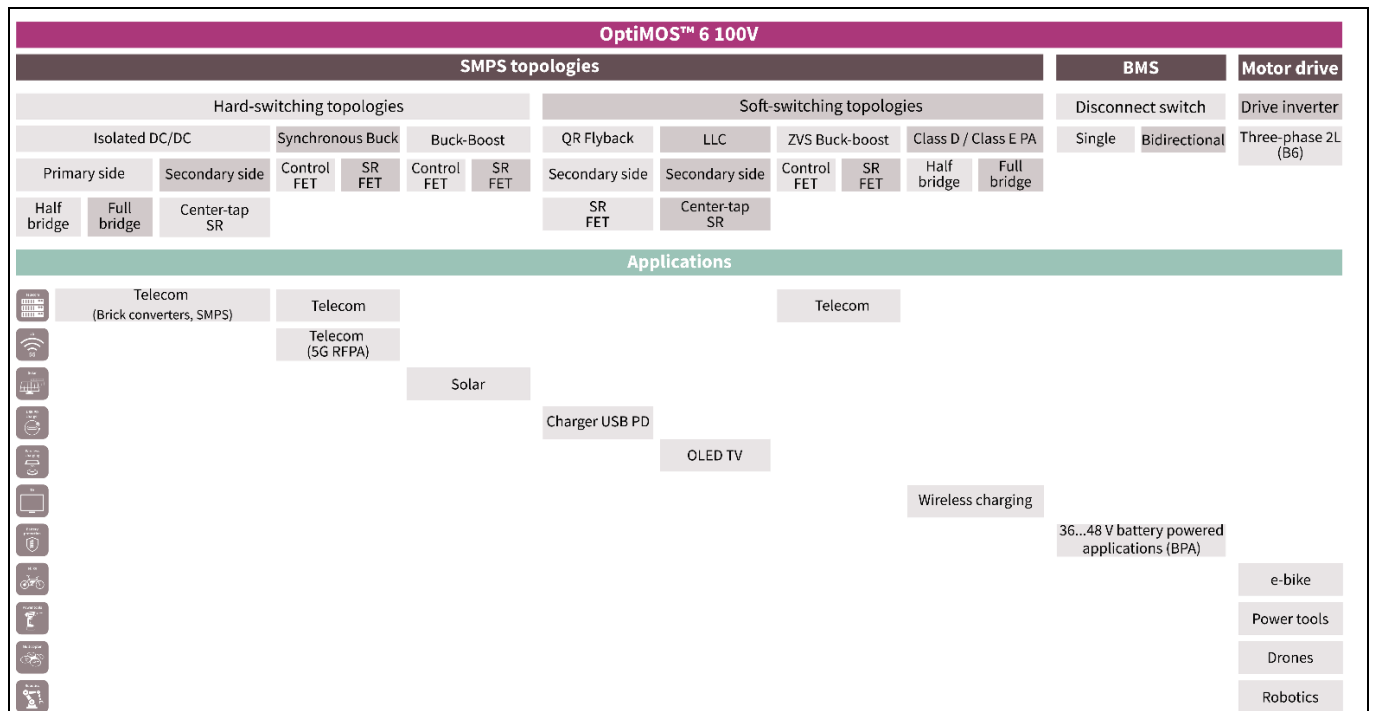 OptiMOS™ 6 100V
SMPS topologies
BMS
Motor drive
Hard-switching topologies
Soft-switching topologies
Disconnect switch
Drive inverter
Isolated DC/DC
Synchronous Buck
Buck-Boost
QR Flyback
LLC
ZVS Buck-boost
Class D / Class E PA
Single
Bidirectional
Three-phase 2L
(B6)
Primary side
Secondary side
Control
FET
SR
FET
Control
FET
SR
FET
Secondary side
Secondary side
Control
FET
SR
FET
Half
bridge
Full
bridge
Half
bridge
Full
bridge
Center-tap
SR
SR
FET
Center-tap
SR
Applications
Telecom
(Brick converters, SMPS)
Telecom
Telecom
Telecom
(5G RFPA)
Solar
Charger USB PD
OLED TV
Wireless charging
36...48 V battery powered
applications (BPA)
e-bike
Power tools
Drones
Robotics